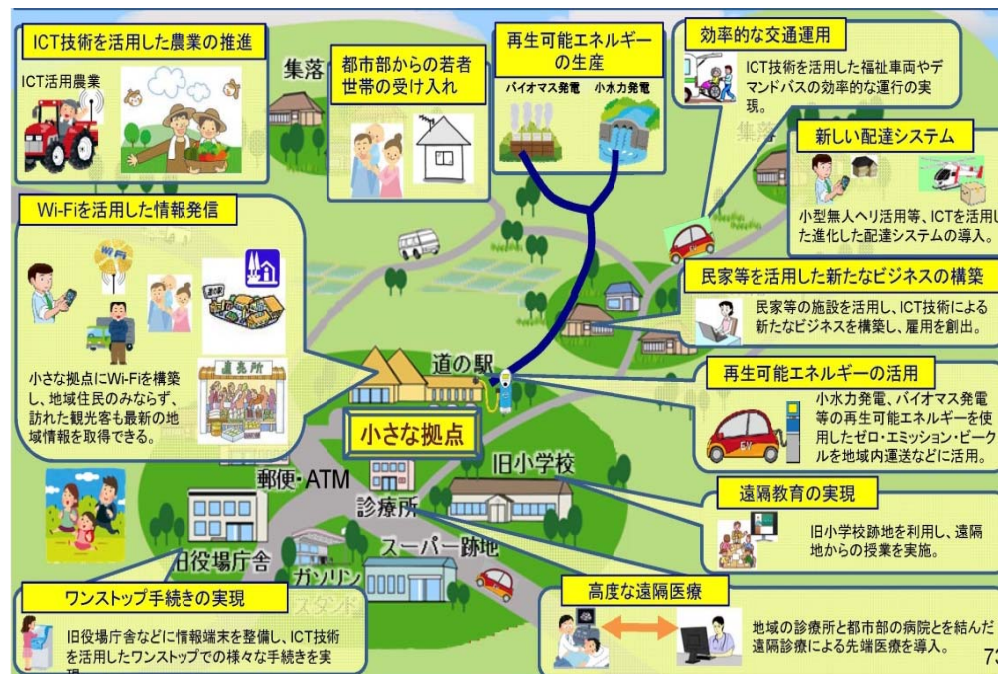 ICT技術を活用した農業の推進
ICT活用農業
集落
都市部からの若者
世帯の受け入れ
再生可能エネルギー
の生産
バイオマス発電 小水力発電
効率的な交通運用
ICT技術を活用した福祉車両やデ
マンドバスの効率的な運行の実
現。
集落
新しい配達システム
小型無人ヘリ活用等、ICTを活用し
た進化した配達システムの導入。
Wi-Fiを活用した情報発信
Wi Fi
道の駅
直売所
小さな拠点にWi-Fiを構築
し、地域住民のみならず、
訪れた観光客も最新の地
域情報を取得できる。
民家等を活用した新たなビジネスの構築
民家等の施設を活用し、ICT技術による
新たなビジネスを構築し、雇用を創出。
道の駅
小さな拠点
再生可能エネルギーの活用
小水力発電、バイオマス発電
等の再生可能エネルギーを使
用したゼロ・エミッション・ビーク
ルを地域内運送などに活用。
EV
郵便・ATM
診療所
旧小学校
旧役場庁舎
ガソリン
スタンド
スーパー跡地
遠隔教育の実現
旧小学校跡地を利用し、遠隔
地からの授業を実施。
ワンストップ手続きの実現
旧役場庁舎などに情報端末を整備し、ICT技術
を活用したワンストップでの様々な手続きを実
現。
高度な遠隔医療
地域の診療所と都市部の病院とを結んだ
遠隔診療による先端医療を導入。
73